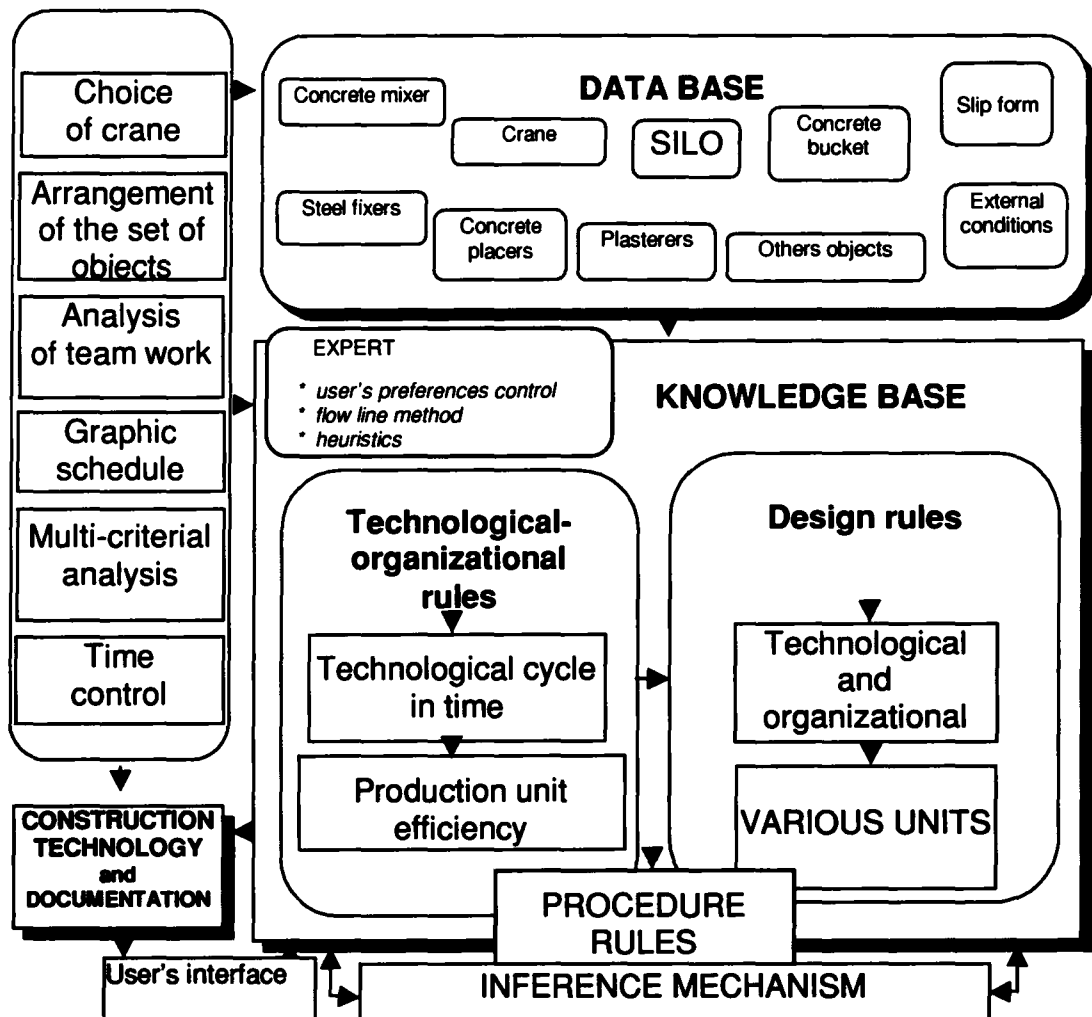 Choice
of crane
Arrangement
of the set of
objects
Analysis
of team work
Graphic
schedule
Multi-criterial
analysis
Time
control
CONSTRUCTION
TECHNOLOGY
and
DOCUMENTATION
User's interface
DATA BASE
Concrete mixer
Crane
SILO
Concrete
bucket
Slip form
Steel fixers
Concrete
placers
Plasterers
Others objects
External
conditions
EXPERT
* user's preferences control
* flow line method
* heuristics
KNOWLEDGE BASE
Technological-
organizational
rules
Technological cycle
in time
Production unit
efficiency
Design rules
Technological
and
organizational
VARIOUS UNITS
PROCEDURE
RULES
INFERENCE MECHANISM